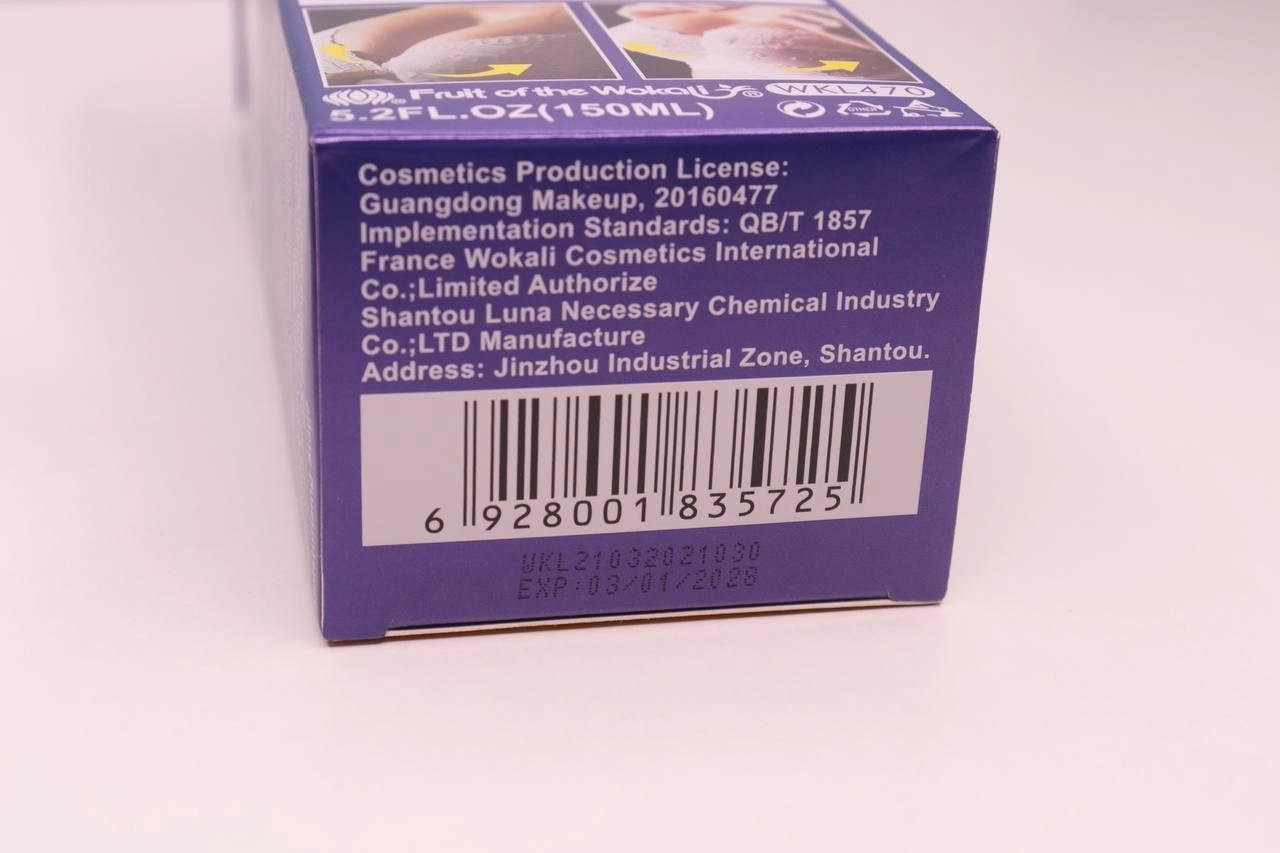 Fruit of the Wokali ® WKL470
5.2FL.OZ(150ML)
OTHER
Cosmetics Production License:
Guangdong Makeup, 20160477
Implementation Standards: QB/T 1857
France Wokali Cosmetics International
Co.;Limited Authorize
Shantou Luna Necessary Chemical Industry
Co.;LTD Manufacture
Address: Jinzhou Industrial Zone, Shantou.
6 928001 835725
WKL21032021030
EXP:03/01/2026